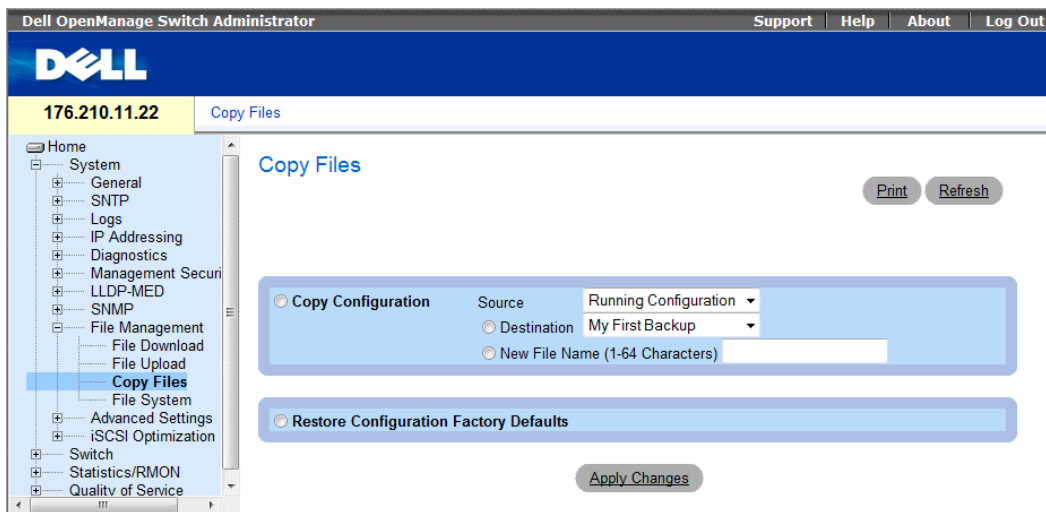 Dell OpenManage Switch Administrator
Support Help About Log Out
DELL
176.210.11.22
Copy Files
Home
System
General
SNTP
Logs
IP Addressing
Diagnostics
Management Securi
LLDP-MED
SNMP
File Management
File Download
File Upload
Copy Files
File System
Advanced Settings
iSCSI Optimization
Switch
Statistics/RMON
Quality of Service
Copy Files
Print Refresh
Copy Configuration Source Running Configuration
Destination My First Backup
New File Name (1-64 Characters)
Restore Configuration Factory Defaults
Apply Changes